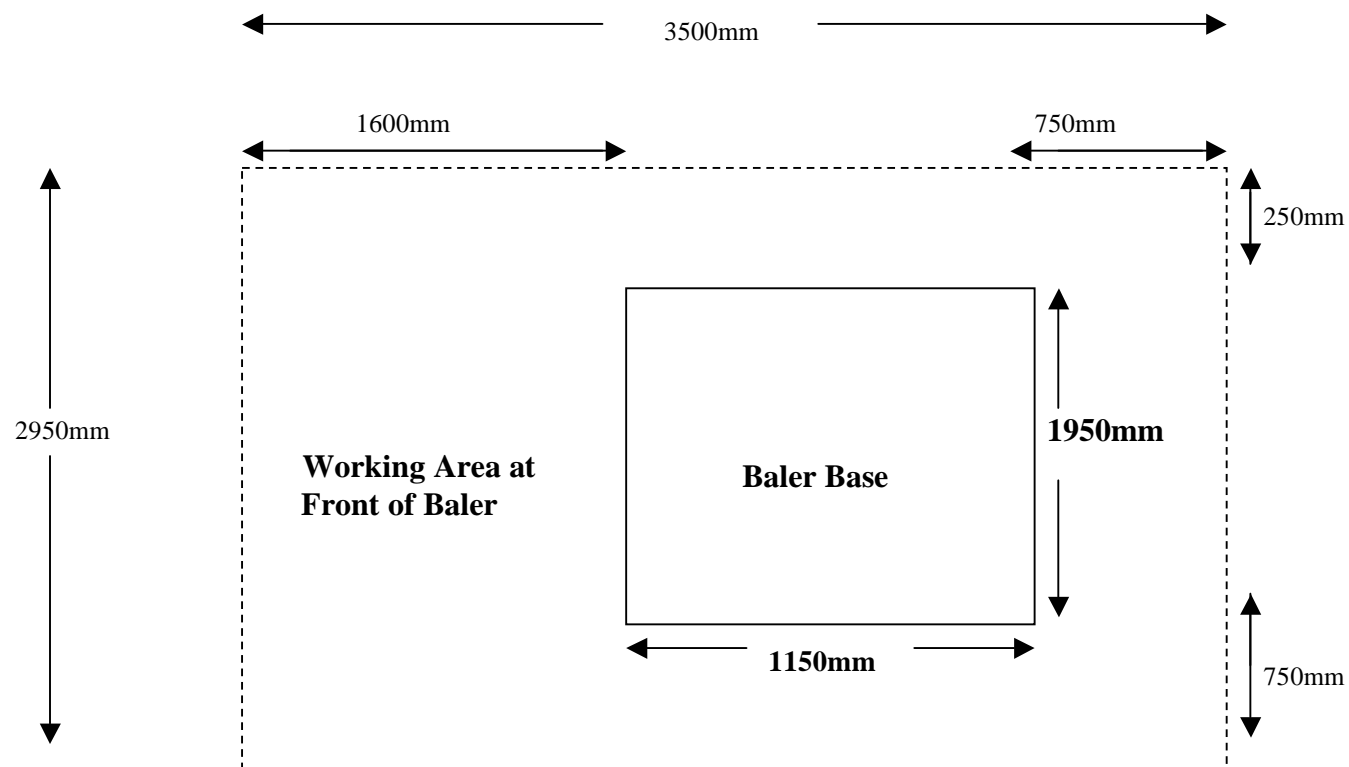 3500mm
1600mm
750mm
250mm
2950mm
1950mm
Working Area at
Front of Baler
Baler Base
1150mm
750mm